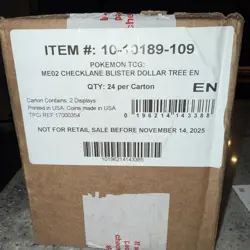 ITEM #: 10-10189-109
POKEMON TCG:
ME02 CHECKLANE BLISTER DOLLAR TREE EN
QTY: 24 per Carton
Carton Contains: 2 Displays
Printed in USA; Coins made in USA
TPCi REF 17000354
EN
0 196214 143388
NOT FOR RETAIL SALE BEFORE NOVEMBER 14, 2025
10196214143385